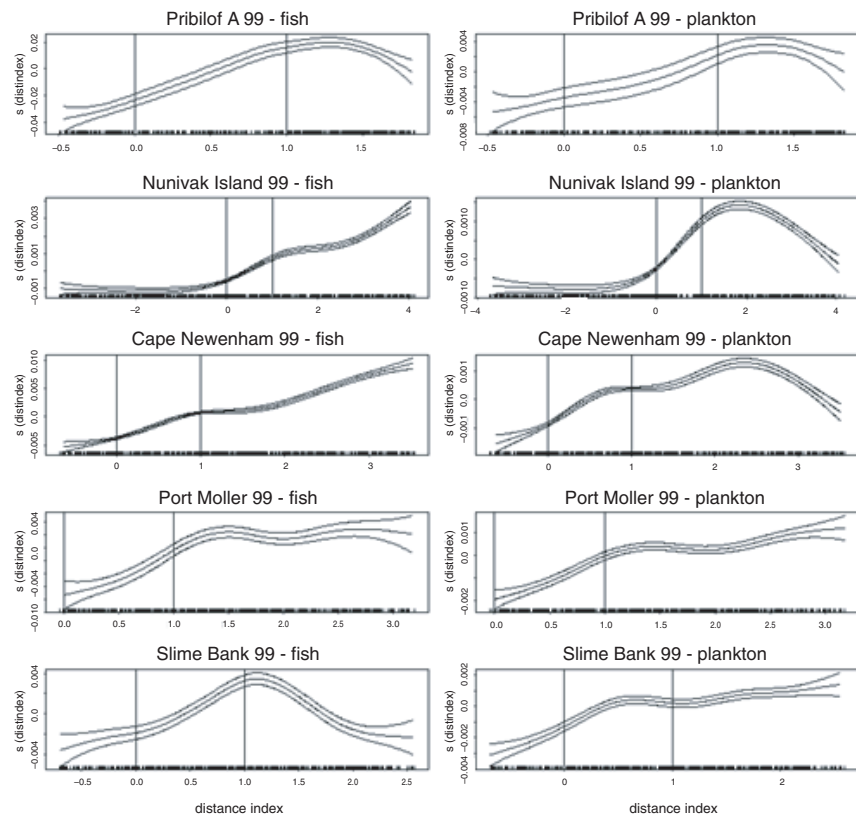 Pribilof A 99 - fish
s (distindex)
0.02
0.0
−0.02
−0.04
−0.5 0.0 0.5 1.0 1.5
Pribilof A 99 - plankton
s (distindex)
0.004
−0.004
−0.008
−0.5 0.0 0.5 1.0 1.5
Nunivak Island 99 - fish
s (distindex)
0.003
0.001
−0.001
−2 0 2 4
Nunivak Island 99 - plankton
s (distindex)
0.0010
0.0
−0.0010
−4 −2 0 2 4
Cape Newenham 99 - fish
s (distindex)
0.010
0.005
0.0
−0.005
0 1 2 3
Cape Newenham 99 - plankton
s (distindex)
0.001
−0.001
0 1 2 3
Port Moller 99 - fish
s (distindex)
0.004
0.0
−0.004
−0.010
0.0 0.5 1.0 1.5 2.0 2.5 3.0
Port Moller 99 - plankton
s (distindex)
0.001
0.0
−0.002
0.0 0.5 1.0 1.5 2.0 2.5 3.0
Slime Bank 99 - fish
s (distindex)
0.004
0.0
−0.004
−0.5 0.0 0.5 1.0 1.5 2.0 2.5
distance index
Slime Bank 99 - plankton
s (distindex)
0.002
0.0
−0.002
−0.004
0 1 2
distance index